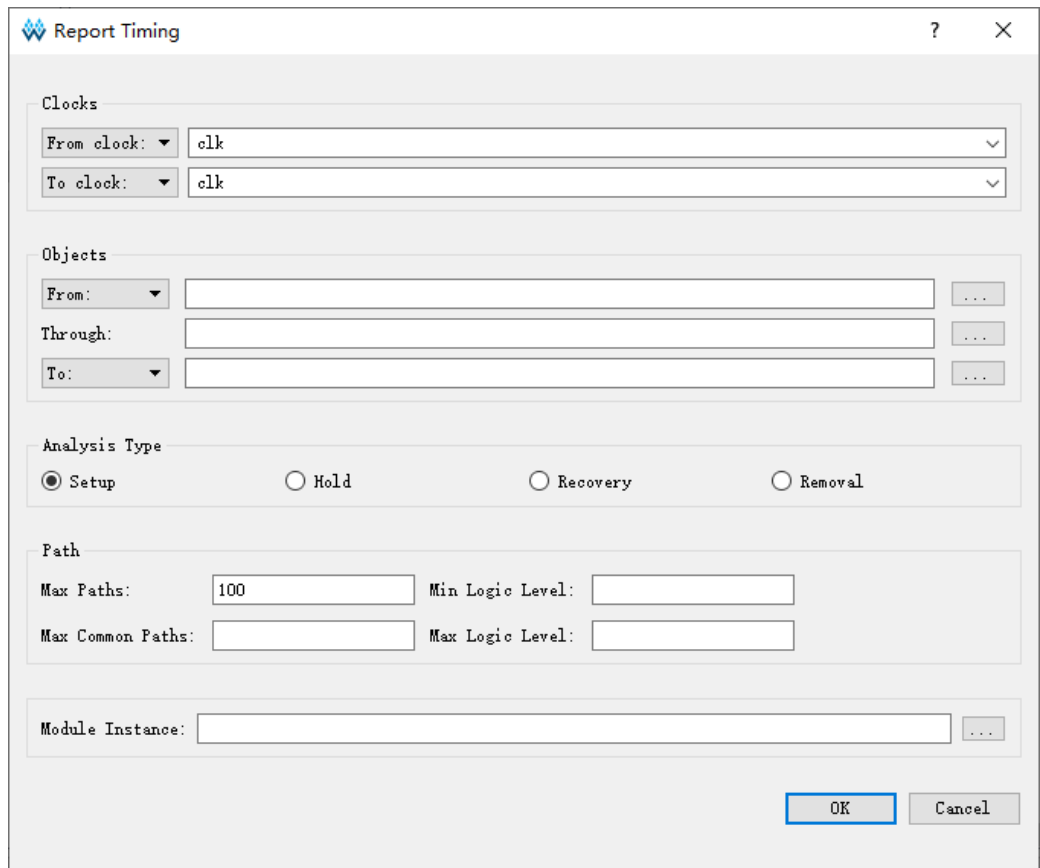 Report Timing ? ×
Clocks
From clock: clk
To clock: clk
Objects
From: ...
Through: ...
To: ...
Analysis Type
Setup Hold Recovery Removal
Path
Max Paths: 100 Min Logic Level:
Max Common Paths: Max Logic Level:
Module Instance: ...
OK Cancel